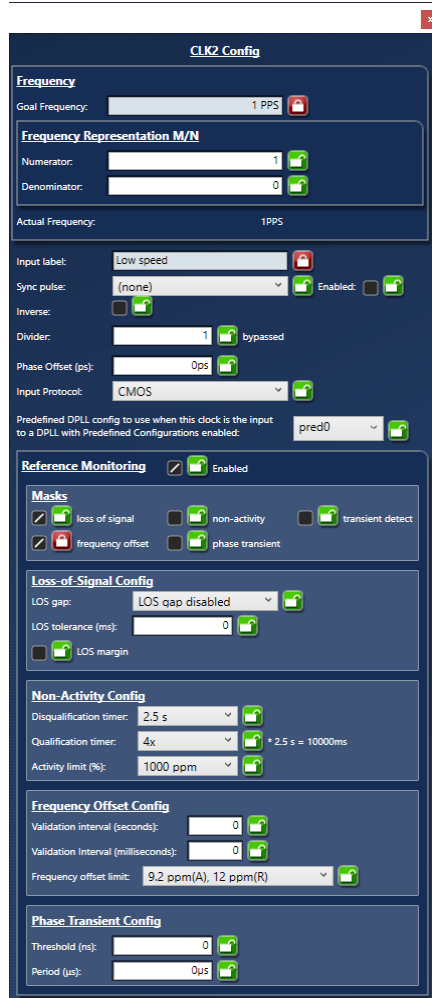 CLK2 Config
Frequency
Goal Frequency: 1 PPS
Frequency Representation M/N
Numerator: 1
Denominator: 0
Actual Frequency: 1PPS
Input label: Low speed
Sync pulse: (none) Enabled:
Inverse:
Divider: 1 bypassed
Phase Offset (ps): 0ps
Input Protocol: CMOS
Predefined DPLL config to use when this clock is the input
to a DPLL with Predefined Configurations enabled: pred0
Reference Monitoring Enabled
Masks
loss of signal non-activity transient detect
frequency offset phase transient
Loss-of-Signal Config
LOS gap: LOS gap disabled
LOS tolerance (ms): 0
LOS margin
Non-Activity Config
Disqualification timer: 2.5 s
Qualification timer: 4x * 2.5 s = 10000ms
Activity limit (%): 1000 ppm
Frequency Offset Config
Validation interval (seconds): 0
Validation Interval (milliseconds): 0
Frequency offset limit: 9.2 ppm(A), 12 ppm(R)
Phase Transient Config
Threshold (ns): 0
Period (µs): 0µs